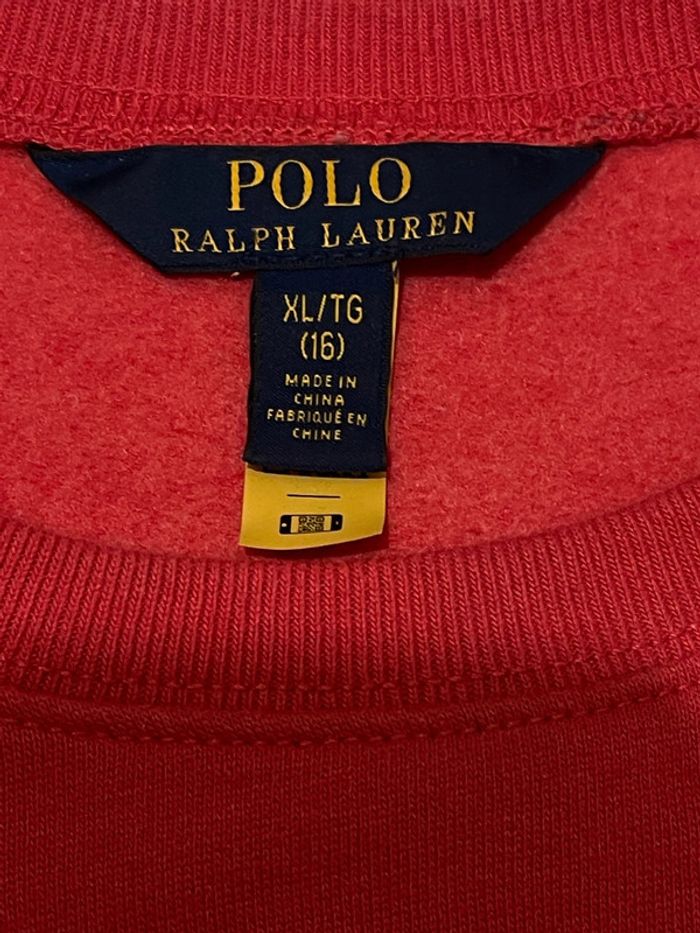 POLO
RALPH LAUREN
XL/TG
(16)
MADE IN
CHINA
FABRIQUÉ EN
CHINE